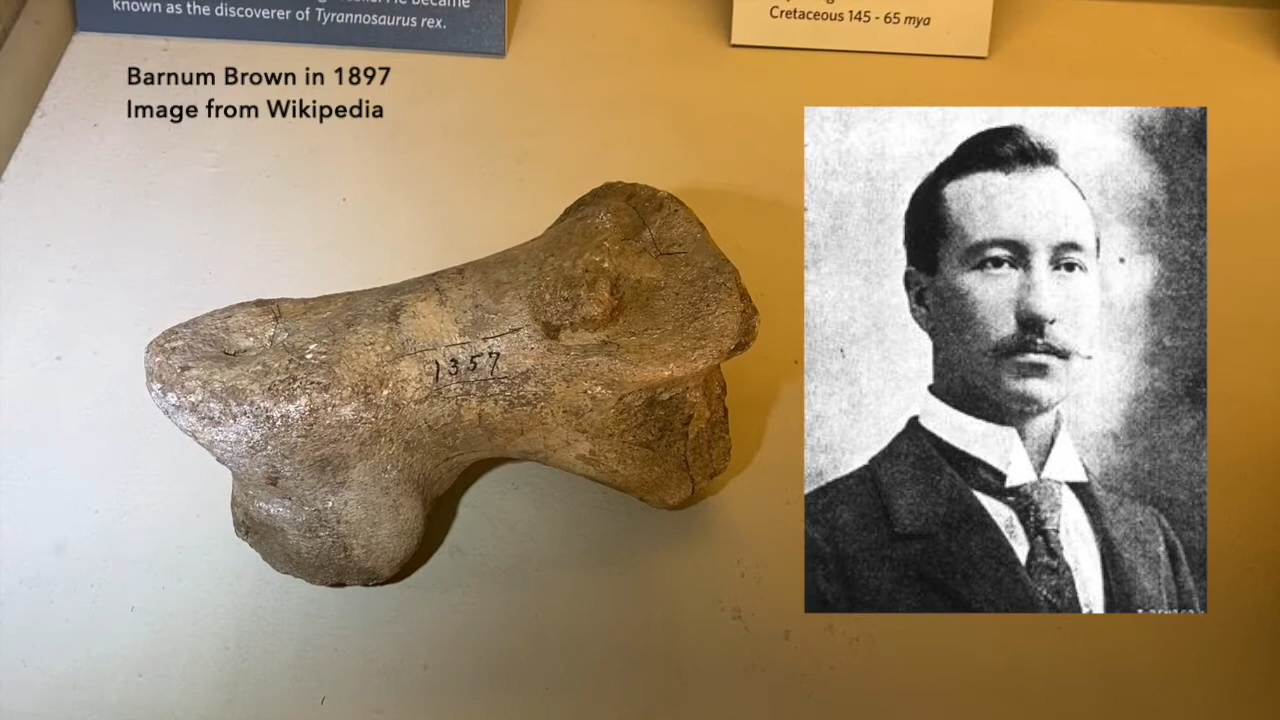 became
known as the discoverer of Tyrannosaurus rex.
Cretaceous 145 - 65 mya
Barnum Brown in 1897
Image from Wikipedia
1357